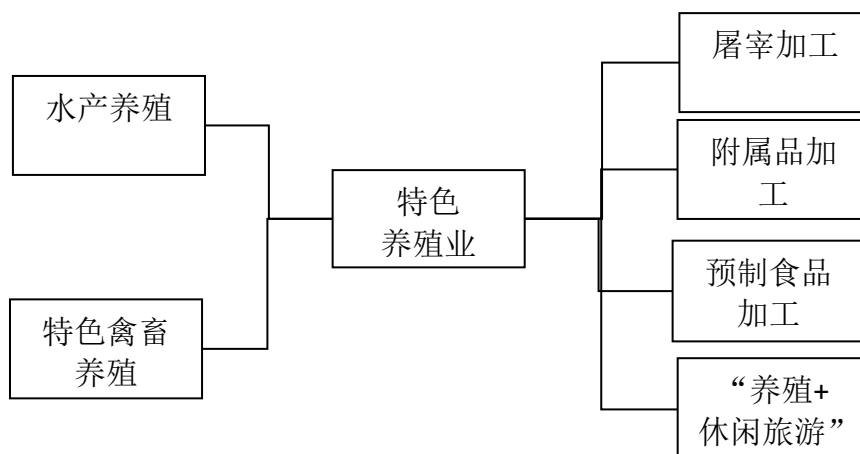 水产养殖
特色禽畜
养殖
特色
养殖业
屠宰加工
附属品加
工
预制食品
加工
“养殖+
休闲旅游”